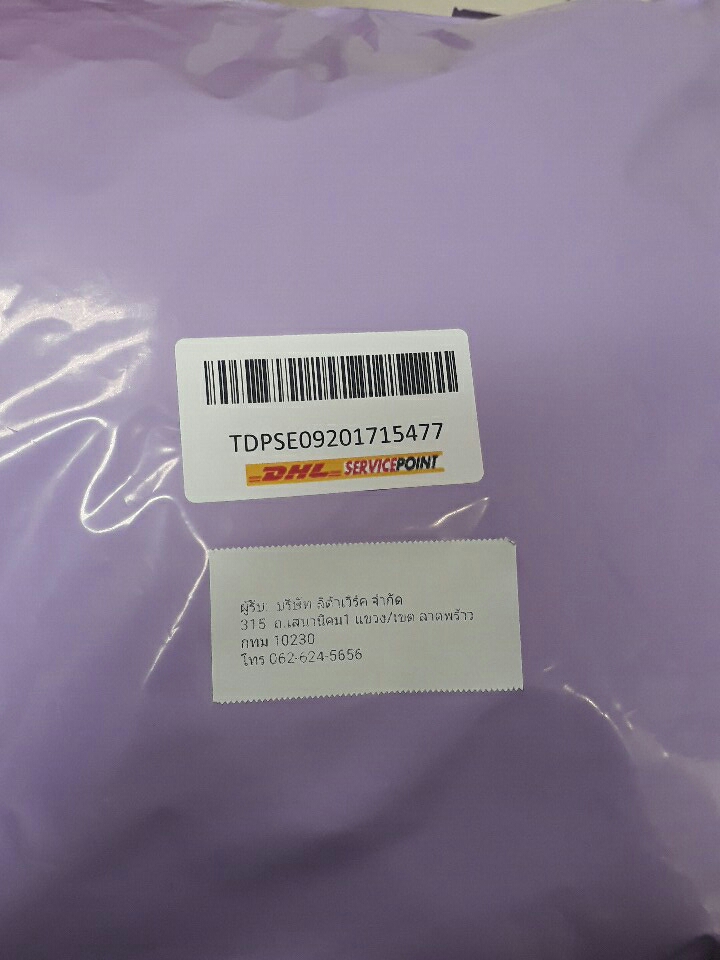 TDPSE09201715477
DHL SERVICEPOINT
ผู้รับ บริษัท ลิต้าเวิร์ค จำกัด
315 ถ.เสนานิคม1 แขวง/เขต ลาดพร้าว
กทม 10230
โทร 062-624-5656